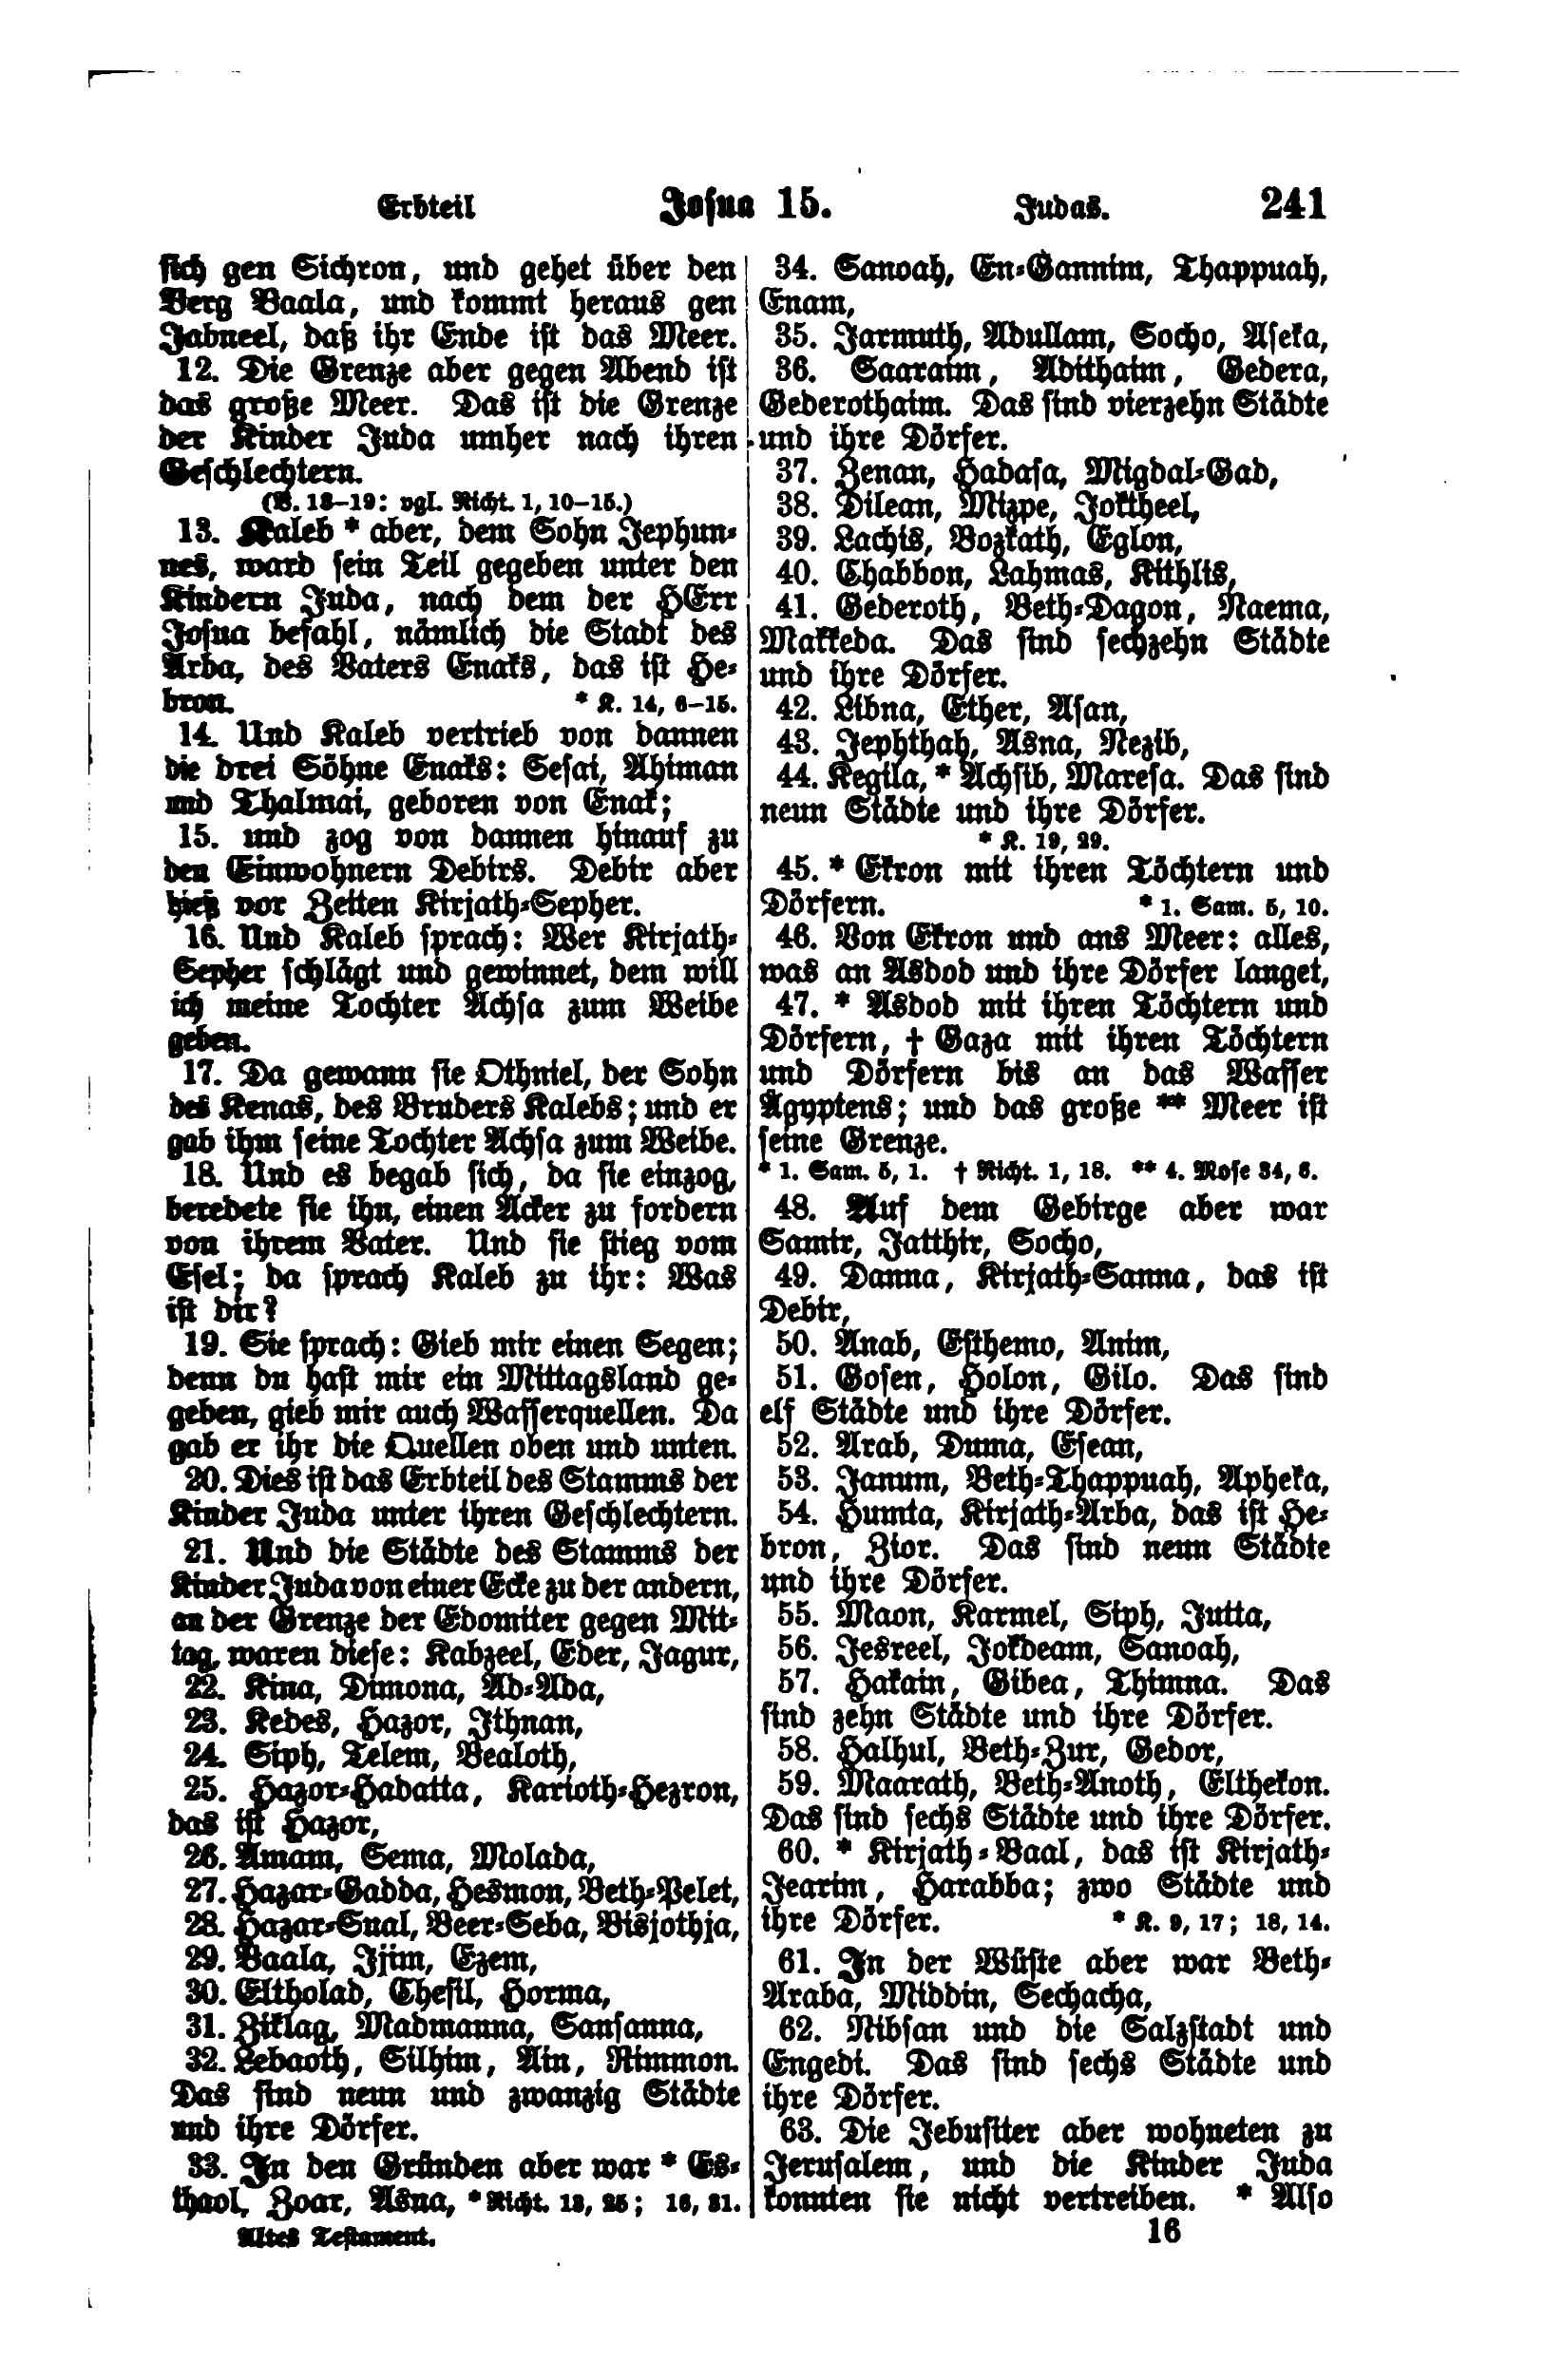 Erbteil Josua 15. Judas. 241
sich gen Sichron, und gehet über den
Berg Baala, und kommt heraus gen
Jabneel, daß ihr Ende ist das Meer.
12. Die Grenze aber gegen Abend ist
das große Meer. Das ist die Grenze
der Kinder Juda umher nach ihren
Geschlechtern.
(V. 13–19: vgl. Richt. 1, 10–15.)
13. Kaleb * aber, dem Sohn Jephun-
nes, ward sein Teil gegeben unter den
Kindern Juda, nach dem der HErr
Josua befahl, nämlich die Stadt des
Arba, des Vaters Enaks, das ist He-
bron. * K. 14, 6–15.
14. Und Kaleb vertrieb von dannen
die drei Söhne Enaks: Sesai, Ahiman
und Thalmai, geboren von Enak;
15. und zog von dannen hinauf zu
den Einwohnern Debirs. Debir aber
hieß vor Zeiten Kirjath-Sepher.
16. Und Kaleb sprach: Wer Kirjath-
Sepher schlägt und gewinnet, dem will
ich meine Tochter Achsa zum Weibe
geben.
17. Da gewann sie Othniel, der Sohn
des Kenas, des Bruders Kalebs; und er
gab ihm seine Tochter Achsa zum Weibe.
18. Und es begab sich, da sie einzog,
beredete sie ihn, einen Acker zu fordern
von ihrem Vater. Und sie stieg vom
Esel; da sprach Kaleb zu ihr: Was
ist dir?
19. Sie sprach: Gieb mir einen Segen;
denn du hast mir ein Mittagsland ge-
geben, gieb mir auch Wasserquellen. Da
gab er ihr die Quellen oben und unten.
20. Dies ist das Erbteil des Stamms der
Kinder Juda unter ihren Geschlechtern.
21. Und die Städte des Stamms der
Kinder Juda von einer Ecke zu der andern,
an der Grenze der Edomiter gegen Mit-
tag, waren diese: Kabzeel, Eder, Jagur,
22. Kina, Dimona, Ad-Ada,
23. Kedes, Hazor, Ithnan,
24. Siph, Telem, Bealoth,
25. Hazor-Hadatta, Karioth-Hezron,
das ist Hazor,
26. Amam, Sema, Molada,
27. Hazar-Gadda, Hesmon, Beth-Pelet,
28. Hazar-Sual, Beer-Seba, Bisjothja,
29. Baala, Ijim, Ezem,
30. Eltholad, Chesil, Horma,
31. Ziklag, Madmanna, Sansanna,
32. Lebaoth, Silhim, Ain, Rimmon.
Das sind neun und zwanzig Städte
und ihre Dörfer.
33. In den Gründen aber war * Es-
thaol, Zoar, Asna, * Richt. 13, 25; 16, 31.
Altes Testament.
34. Sanoah, En-Gannim, Thappuah,
Enam,
35. Jarmuth, Adullam, Socho, Aseka,
36. Saaraim, Adithaim, Gedera,
Gederothaim. Das sind vierzehn Städte
und ihre Dörfer.
37. Zenan, Hadasa, Migdal-Gad,
38. Dilean, Mizpe, Joktheel,
39. Lachis, Bozkath, Eglon,
40. Chabbon, Lahmas, Kithlis,
41. Gederoth, Beth-Dagon, Naema,
Makkeda. Das sind sechzehn Städte
und ihre Dörfer.
42. Libna, Ether, Asan,
43. Jephthah, Asna, Nezib,
44. Kegila, * Achsib, Maresa. Das sind
neun Städte und ihre Dörfer.
* K. 19, 29.
45. * Ekron mit ihren Töchtern und
Dörfern. * 1. Sam. 5, 10.
46. Von Ekron und ans Meer: alles,
was an Asdod und ihre Dörfer langet,
47. * Asdod mit ihren Töchtern und
Dörfern, † Gaza mit ihren Töchtern
und Dörfern bis an das Wasser
Ägyptens; und das große ** Meer ist
seine Grenze.
* 1. Sam. 5, 1. † Richt. 1, 18. ** 4. Mose 34, 6.
48. Auf dem Gebirge aber war
Samir, Jatthir, Socho,
49. Danna, Kirjath-Sanna, das ist
Debir,
50. Anab, Esthemo, Anim,
51. Gosen, Holon, Gilo. Das sind
elf Städte und ihre Dörfer.
52. Arab, Duma, Esean,
53. Janum, Beth-Thappuah, Apheka,
54. Humta, Kirjath-Arba, das ist He-
bron, Zior. Das sind neun Städte
und ihre Dörfer.
55. Maon, Karmel, Siph, Jutta,
56. Jesreel, Jokdeam, Sanoah,
57. Hakain, Gibea, Thimna. Das
sind zehn Städte und ihre Dörfer.
58. Halhul, Beth-Zur, Gedor,
59. Maarath, Beth-Anoth, Elthekon.
Das sind sechs Städte und ihre Dörfer.
60. * Kirjath-Baal, das ist Kirjath-
Jearim, Harabba; zwo Städte und
ihre Dörfer. * K. 9, 17; 18, 14.
61. In der Wüste aber war Beth-
Araba, Middin, Sechacha,
62. Nibsan und die Salzstadt und
Engedi. Das sind sechs Städte und
ihre Dörfer.
63. Die Jebusiter aber wohneten zu
Jerusalem, und die Kinder Juda
konnten sie nicht vertreiben. * Also
16